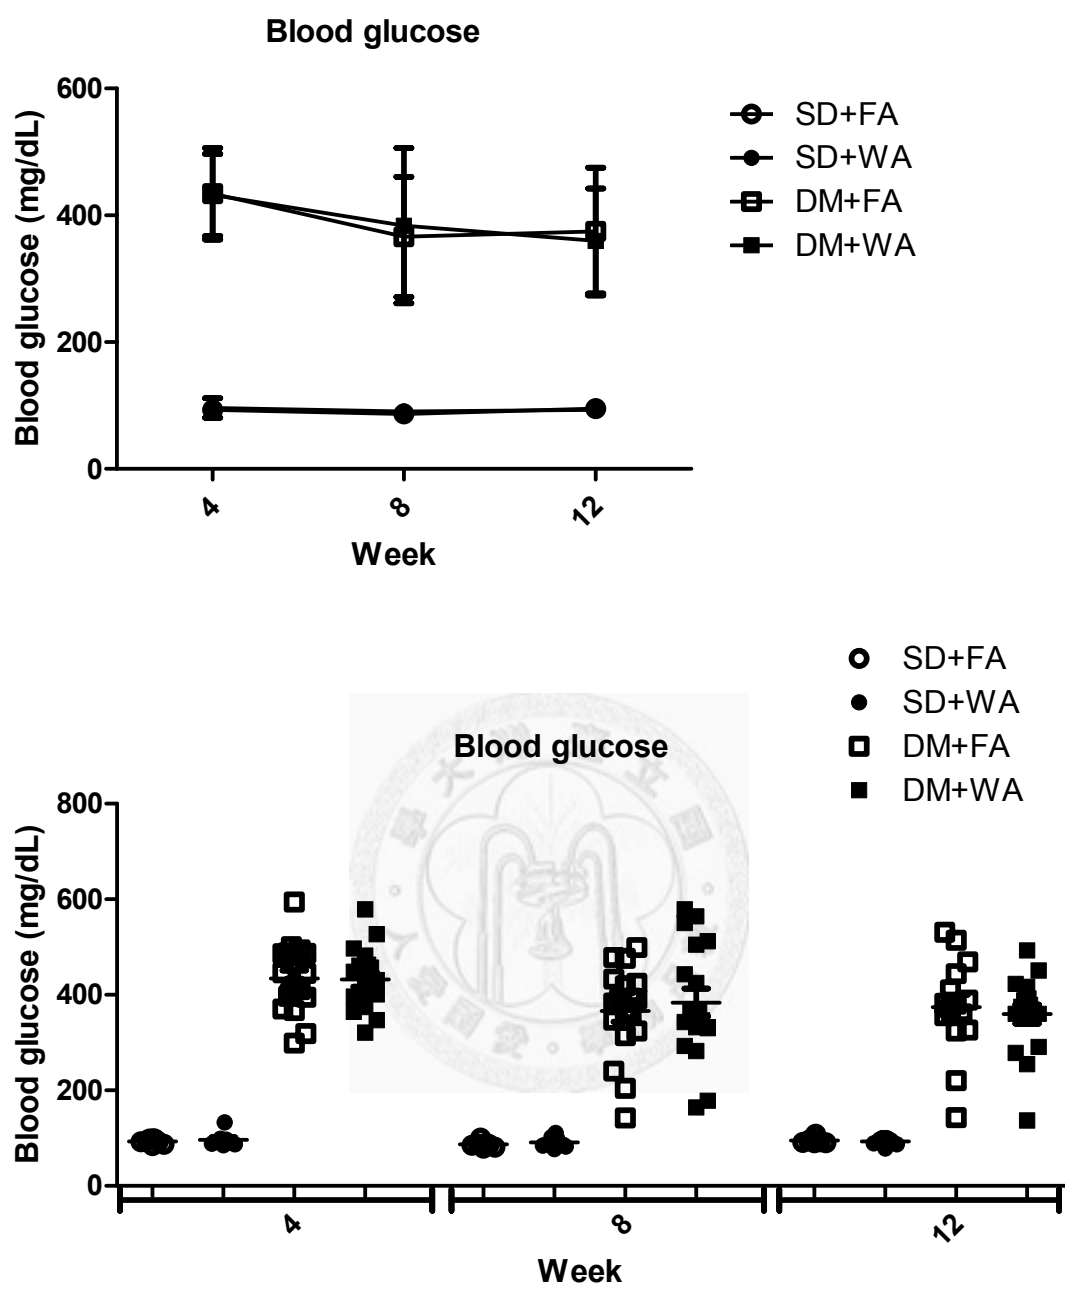 Blood glucose
600
400
200
0
Blood glucose (mg/dL)
4
8
12
Week
SD+FA
SD+WA
DM+FA
DM+WA
SD+FA
SD+WA
DM+FA
DM+WA
Blood glucose
800
600
400
200
0
Blood glucose (mg/dL)
4
8
12
Week